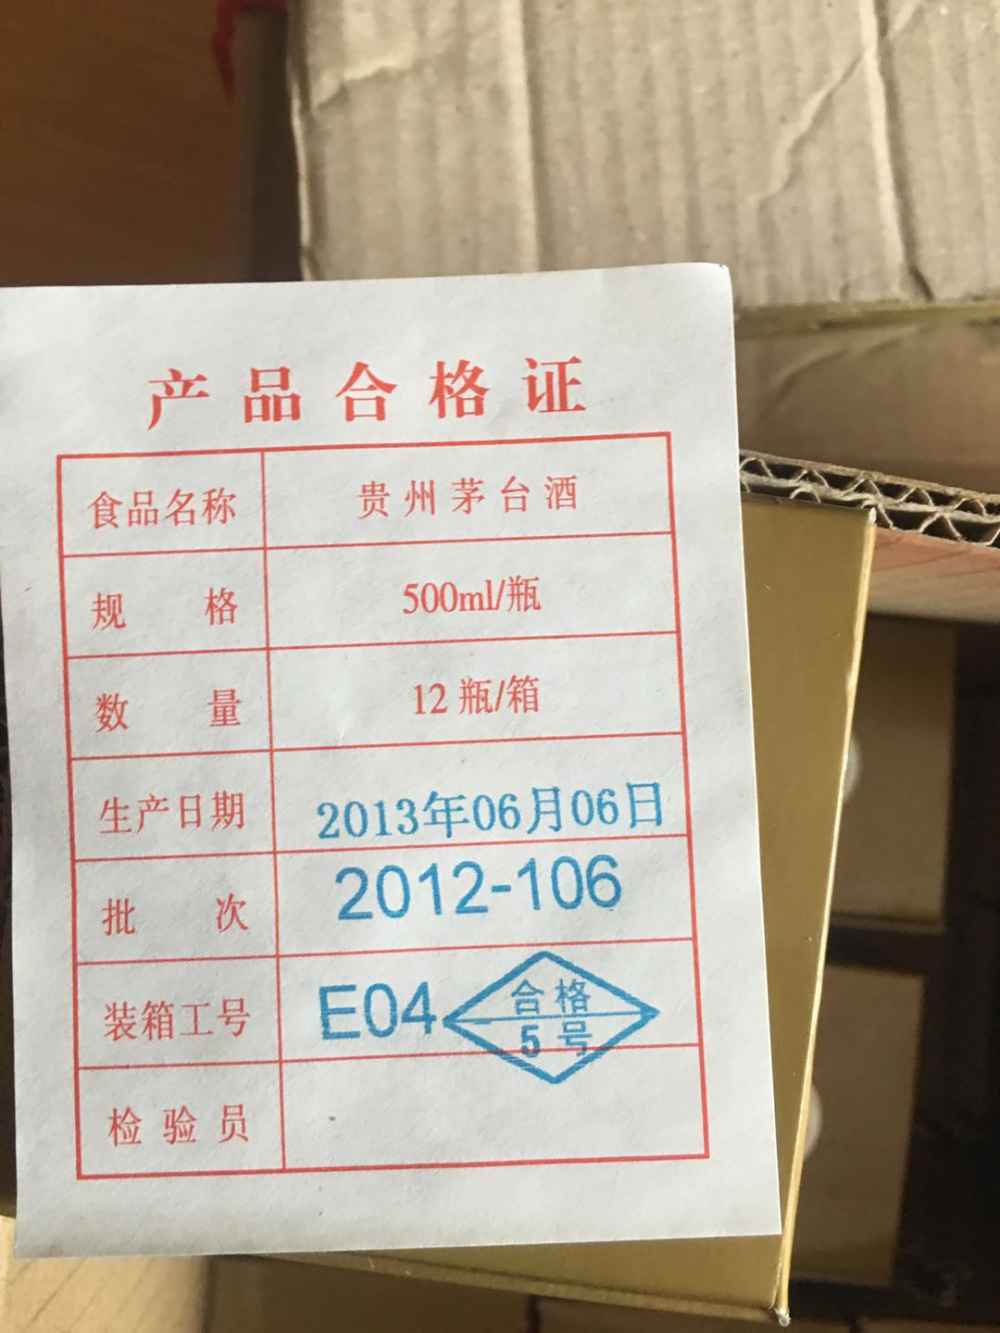 产品合格证
食品名称 贵州茅台酒
规 格 500ml/瓶
数 量 12瓶/箱
生产日期 2013年06月06日
批 次 2012-106
装箱工号 E04
合格
5号
检验员